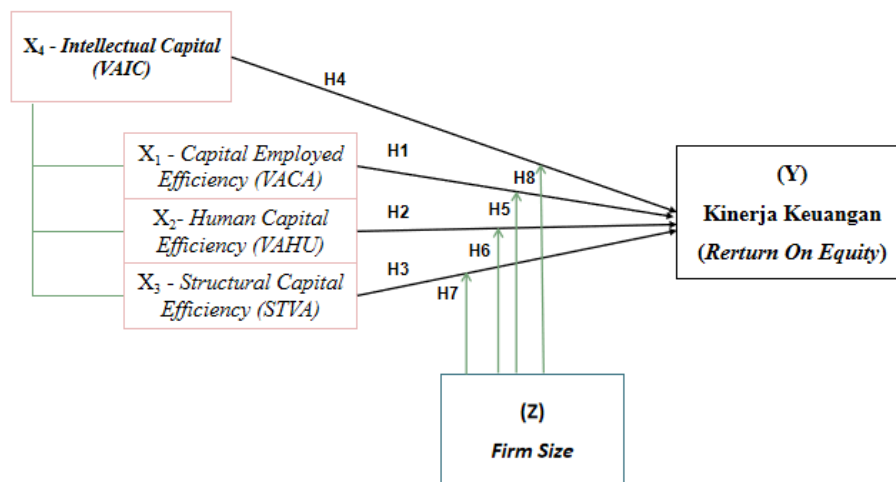 X₄ - Intellectual Capital
(VAIC)
H4
X₁ - Capital Employed
Efficiency (VACA)
H1
H8
X₂- Human Capital
Efficiency (VAHU)
H2
H5
H6
X₃ - Structural Capital
Efficiency (STVA)
H3
H7
(Y)
Kinerja Keuangan
(Rerturn On Equity)
(Z)
Firm Size